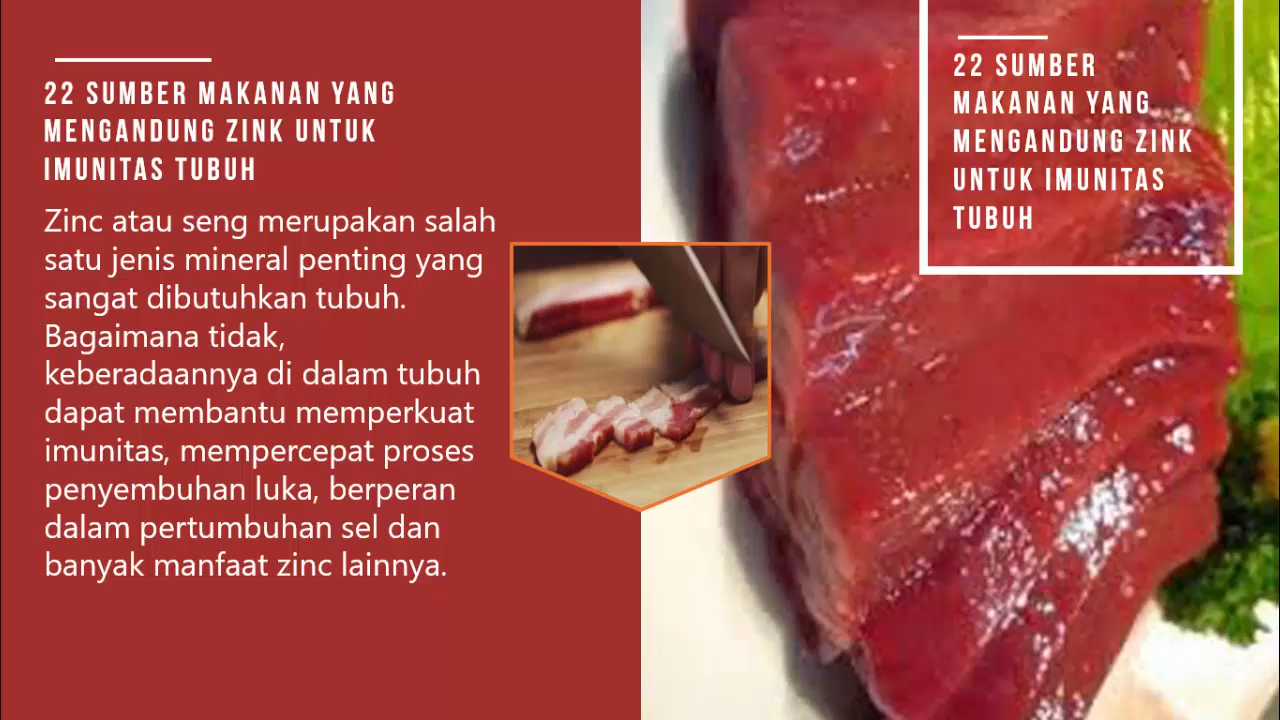 22 SUMBER MAKANAN YANG
MENGANDUNG ZINK UNTUK
IMUNITAS TUBUH
Zinc atau seng merupakan salah
satu jenis mineral penting yang
sangat dibutuhkan tubuh.
Bagaimana tidak,
keberadaannya di dalam tubuh
dapat membantu memperkuat
imunitas, mempercepat proses
penyembuhan luka, berperan
dalam pertumbuhan sel dan
banyak manfaat zinc lainnya.
22 SUMBER
MAKANAN YANG
MENGANDUNG ZINK
UNTUK IMUNITAS
TUBUH